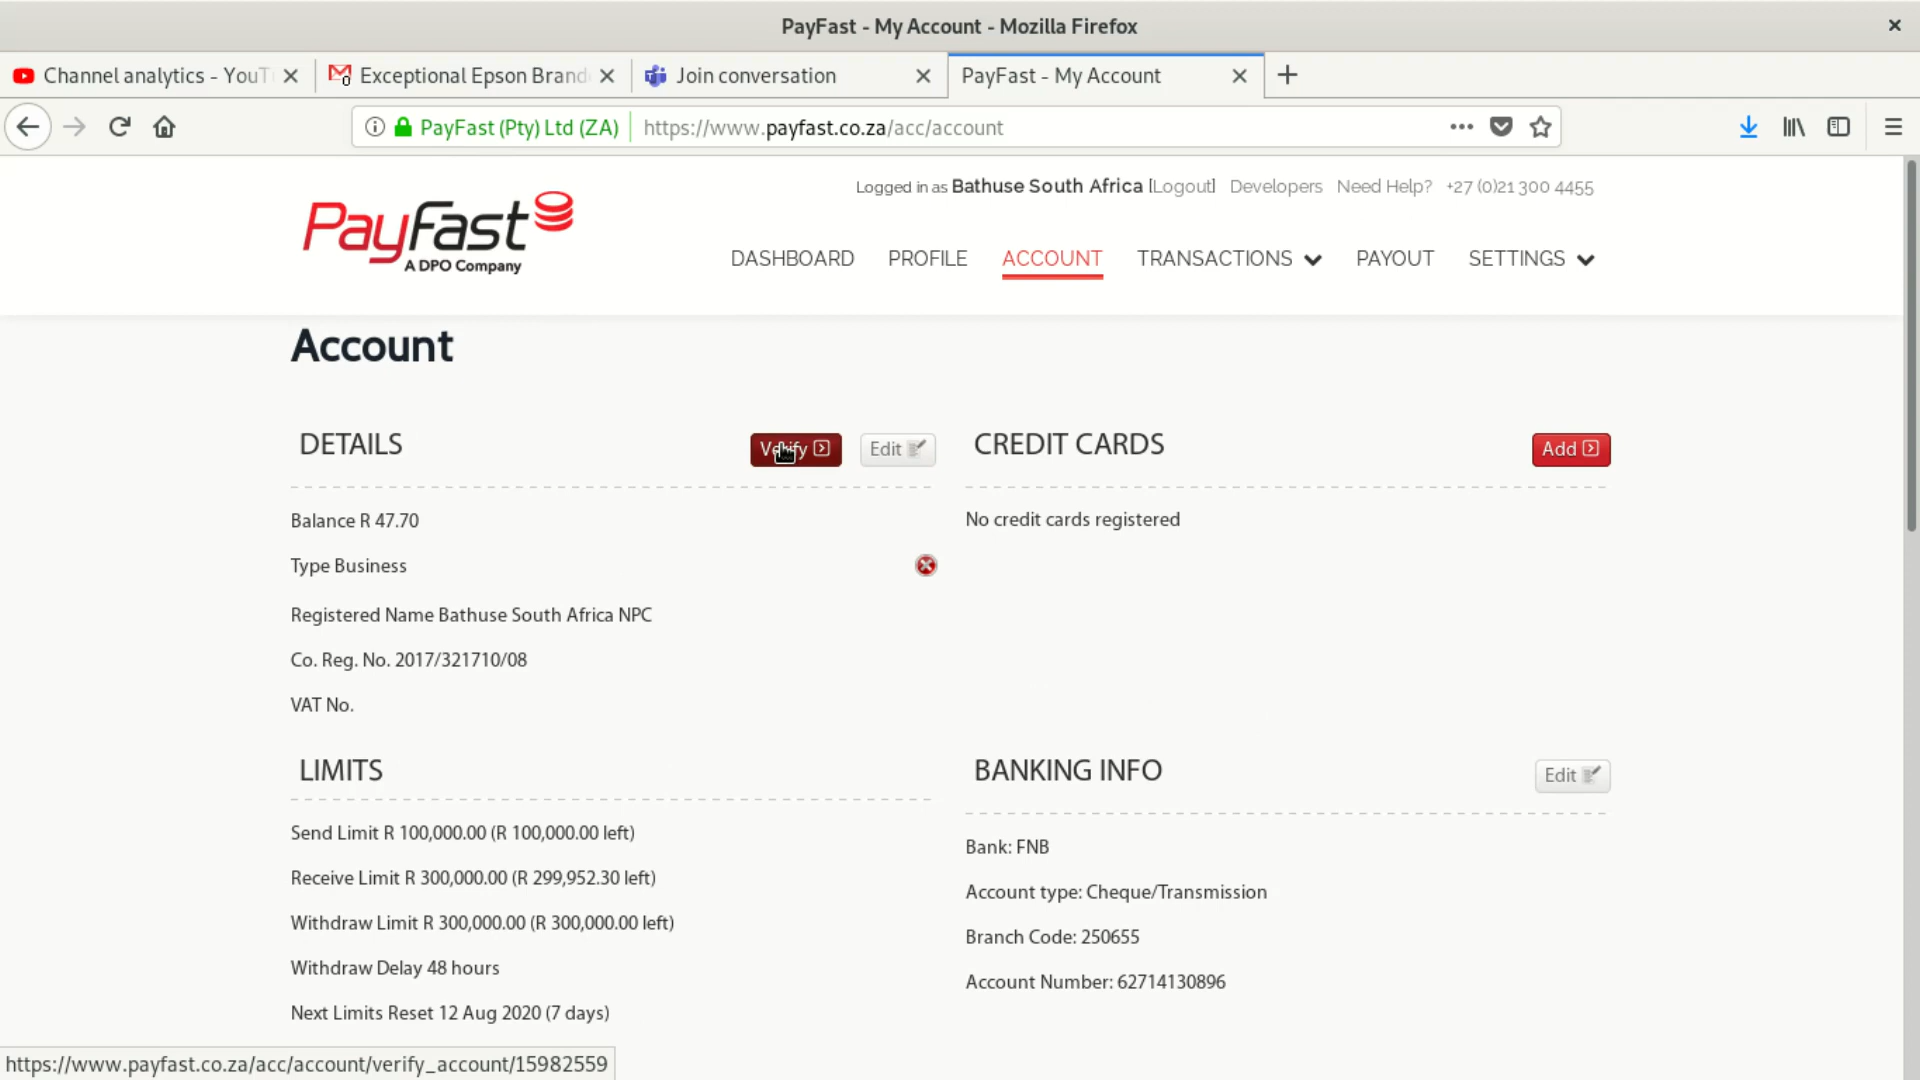 PayFast - My Account - Mozilla Firefox
Channel analytics - YouT
Exceptional Epson Brand
Join conversation
PayFast - My Account
PayFast (Pty) Ltd (ZA)
https://www.payfast.co.za/acc/account
Logged in as Bathuse South Africa [Logout] Developers Need Help? +27 (0)21 300 4455
PayFast
A DPO Company
DASHBOARD PROFILE ACCOUNT TRANSACTIONS PAYOUT SETTINGS
Account
DETAILS
Verify
Edit
Balance R 47.70
Type Business
Registered Name Bathuse South Africa NPC
Co. Reg. No. 2017/321710/08
VAT No.
CREDIT CARDS
Add
No credit cards registered
LIMITS
Send Limit R 100,000.00 (R 100,000.00 left)
Receive Limit R 300,000.00 (R 299,952.30 left)
Withdraw Limit R 300,000.00 (R 300,000.00 left)
Withdraw Delay 48 hours
Next Limits Reset 12 Aug 2020 (7 days)
BANKING INFO
Edit
Bank: FNB
Account type: Cheque/Transmission
Branch Code: 250655
Account Number: 62714130896
https://www.payfast.co.za/acc/account/verify_account/15982559